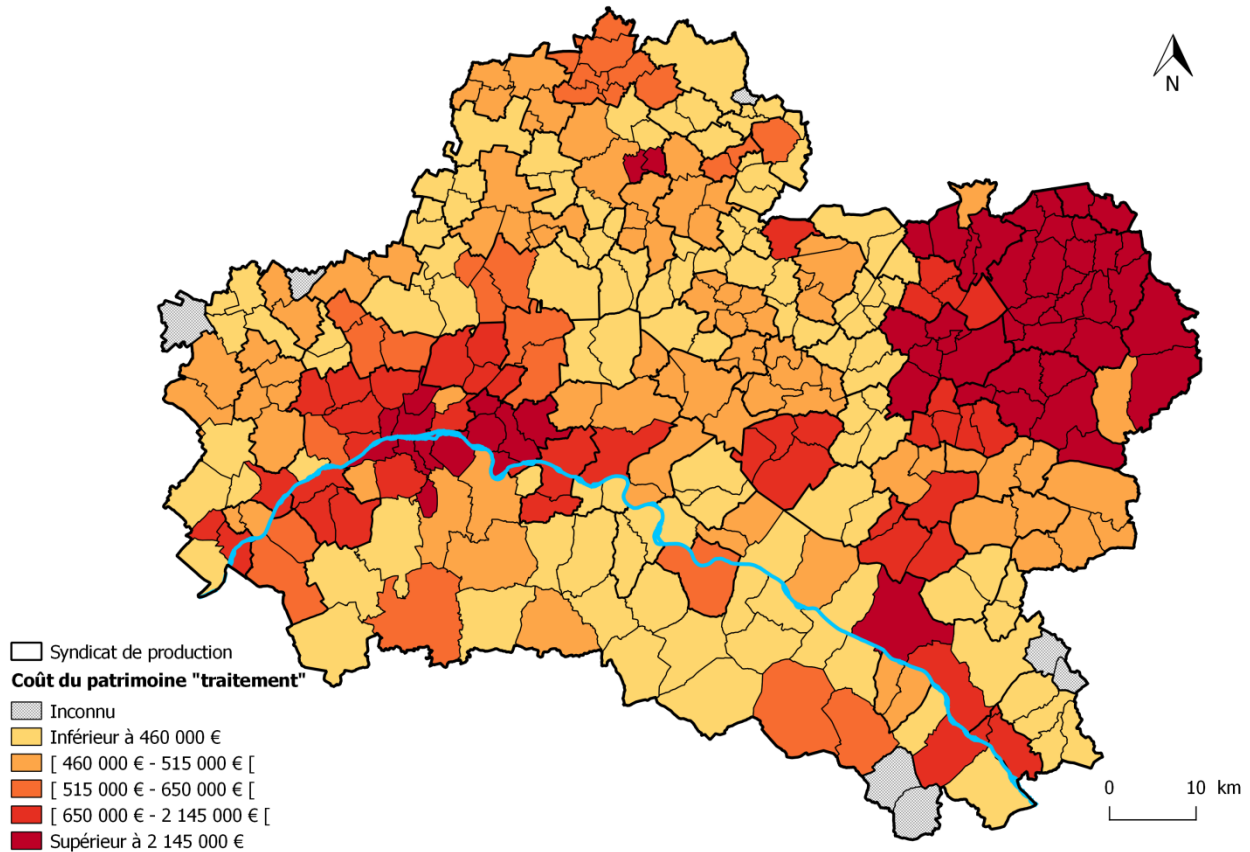 N
Syndicat de production
Coût du patrimoine "traitement"
Inconnu
Inférieur à 460 000 €
[ 460 000 € - 515 000 € [
[ 515 000 € - 650 000 € [
[ 650 000 € - 2 145 000 € [
Supérieur à 2 145 000 €
0 10 km